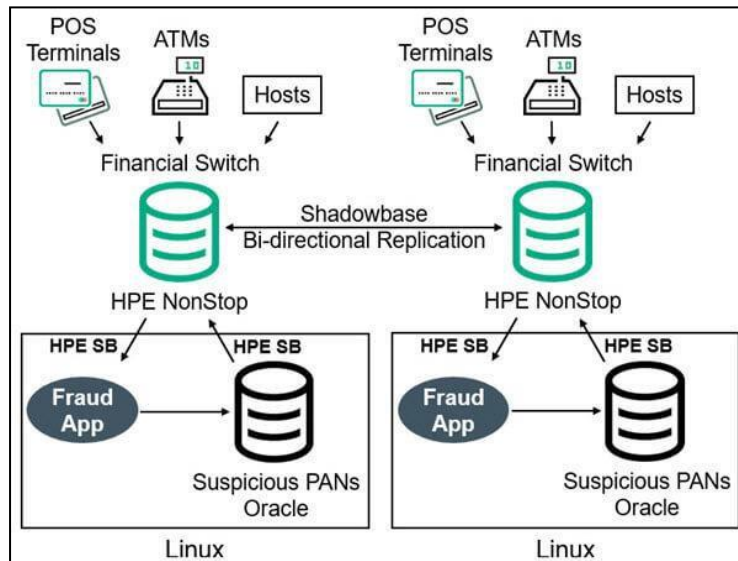 POS
Terminals
ATMs
10
Hosts
Financial Switch
HPE NonStop
HPE SB
HPE SB
Fraud
App
Suspicious PANs
Oracle
Linux
Shadowbase
Bi-directional Replication
POS
Terminals
ATMs
10
Hosts
Financial Switch
HPE NonStop
HPE SB
HPE SB
Fraud
App
Suspicious PANs
Oracle
Linux